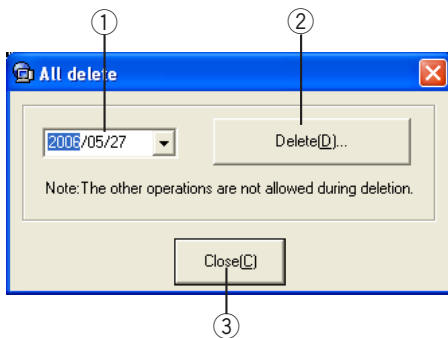 ① ②
All delete
2006/05/27 Delete(D)...
Note:The other operations are not allowed during deletion.
Close(C)
③